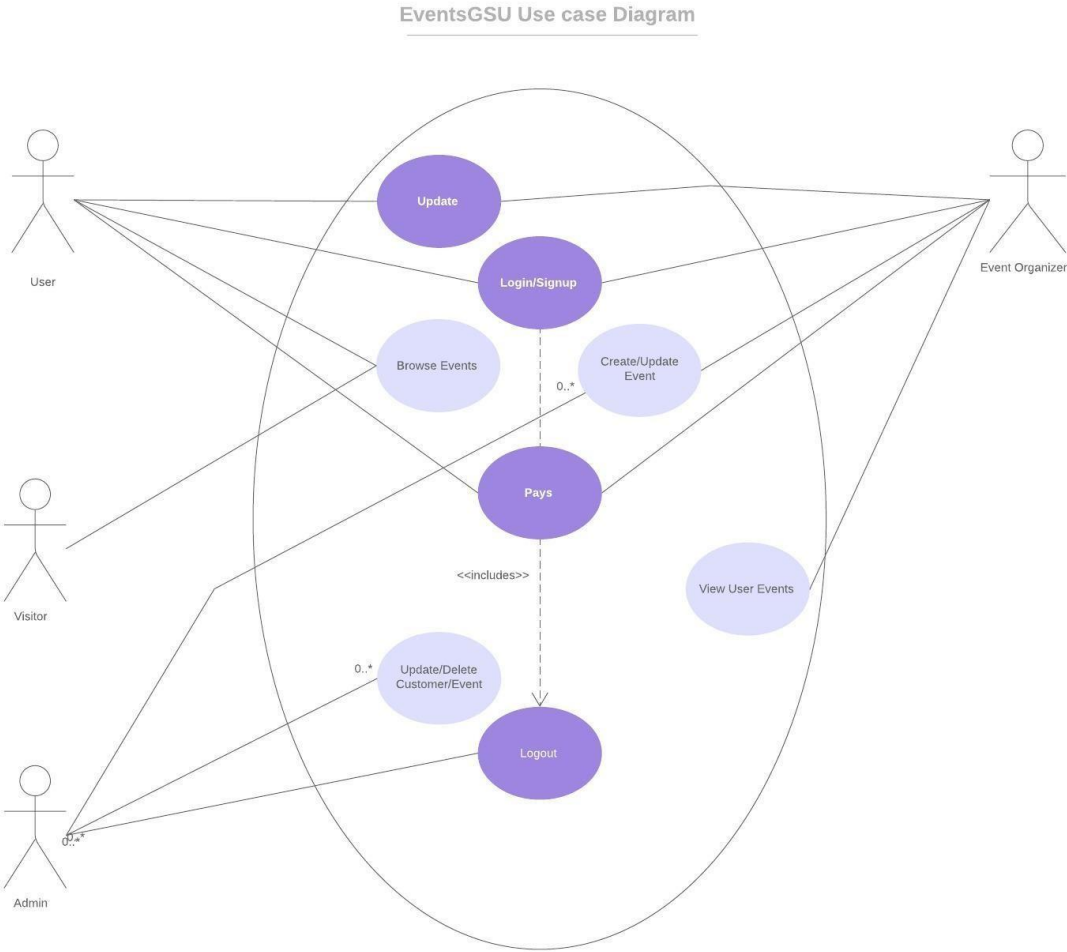 EventsGSU Use case Diagram
Update
User
Event Organizer
Login/Signup
Browse Events
Create/Update
Event
0..*
Pays
<<includes>>
View User Events
Visitor
0..*
Update/Delete
Customer/Event
Logout
0..*
0..*
Admin